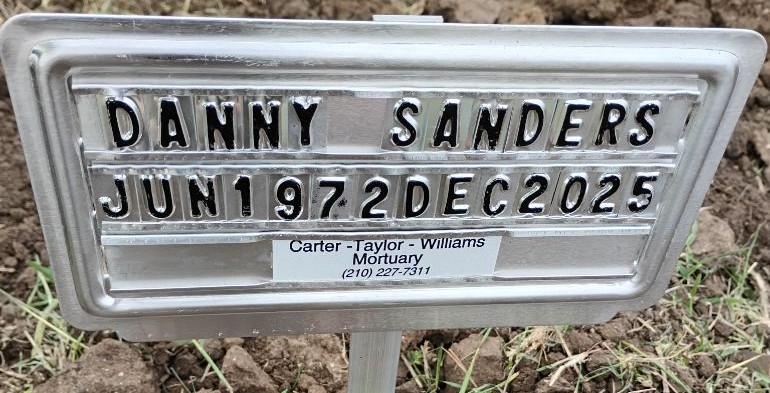 DANNY SANDERS
JUN1972DEC2025
Carter -Taylor - Williams
Mortuary
(210) 227-7311